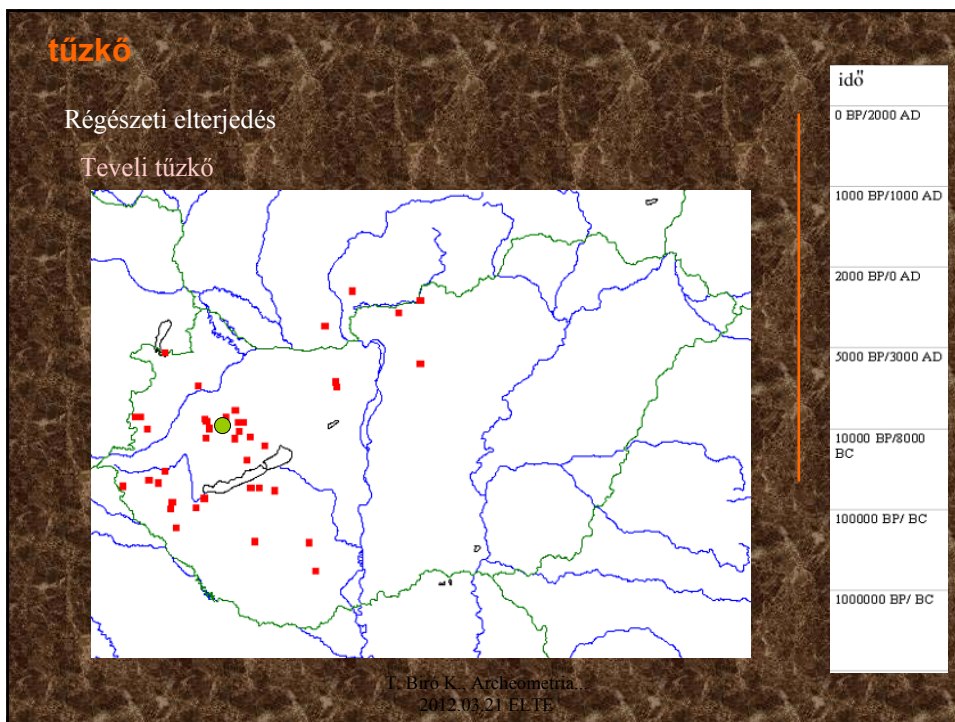 tűzkő
Régészeti elterjedés
Teveli tűzkő
idő
0 BP/2000 AD
1000 BP/1000 AD
2000 BP/0 AD
5000 BP/3000 AD
10000 BP/8000
BC
100000 BP/ BC
1000000 BP/ BC
T. Biró K., Archeometria...
2012.03.21 ELTE